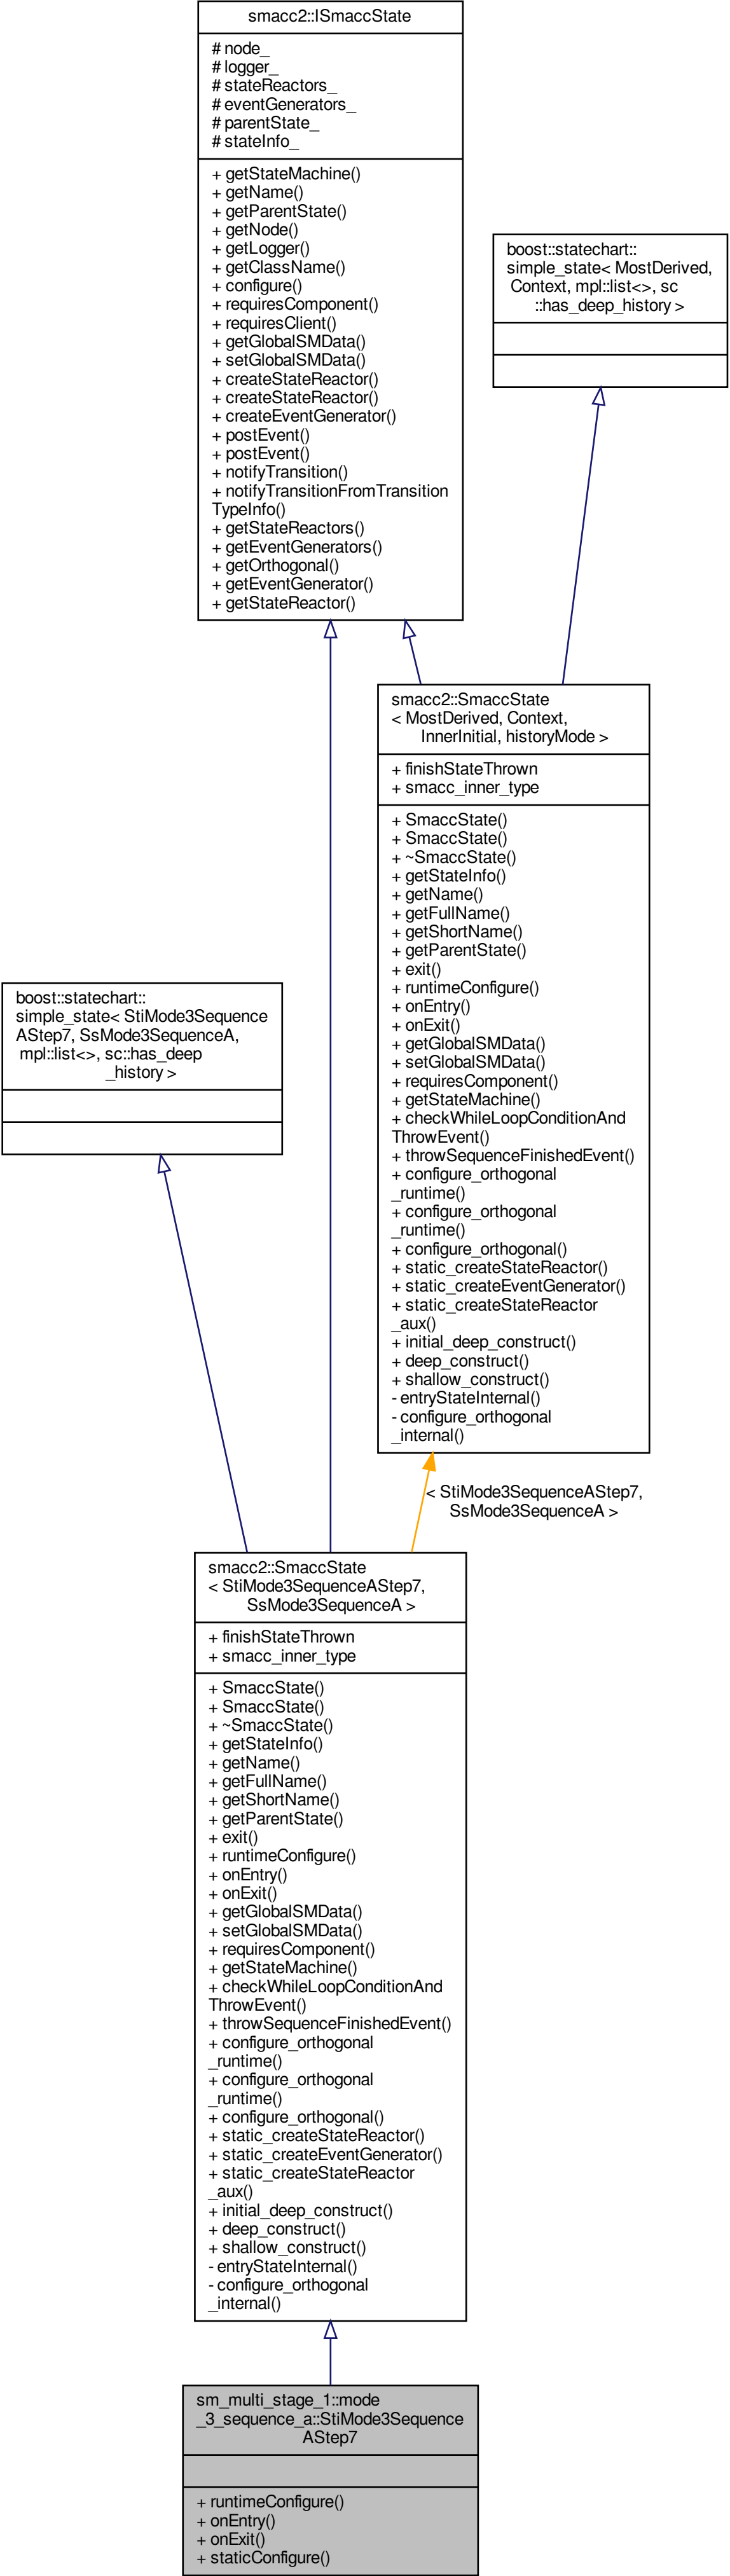 smacc2::ISmaccState
# node_
# logger_
# stateReactors_
# eventGenerators_
# parentState_
# stateInfo_
+ getStateMachine()
+ getName()
+ getParentState()
+ getNode()
+ getLogger()
+ getClassName()
+ configure()
+ requiresComponent()
+ requiresClient()
+ getGlobalSMData()
+ setGlobalSMData()
+ createStateReactor()
+ createStateReactor()
+ createEventGenerator()
+ postEvent()
+ postEvent()
+ notifyTransition()
+ notifyTransitionFromTransition
TypeInfo()
+ getStateReactors()
+ getEventGenerators()
+ getOrthogonal()
+ getEventGenerator()
+ getStateReactor()
boost::statechart::
simple_state< MostDerived,
Context, mpl::list<>, sc
::has_deep_history >
smacc2::SmaccState
< MostDerived, Context,
InnerInitial, historyMode >
+ finishStateThrown
+ smacc_inner_type
+ SmaccState()
+ SmaccState()
+ ~SmaccState()
+ getStateInfo()
+ getName()
+ getFullName()
+ getShortName()
+ getParentState()
+ exit()
+ runtimeConfigure()
+ onEntry()
+ onExit()
+ getGlobalSMData()
+ setGlobalSMData()
+ requiresComponent()
+ getStateMachine()
+ checkWhileLoopConditionAnd
ThrowEvent()
+ throwSequenceFinishedEvent()
+ configure_orthogonal
_runtime()
+ configure_orthogonal
_runtime()
+ configure_orthogonal()
+ static_createStateReactor()
+ static_createEventGenerator()
+ static_createStateReactor
_aux()
+ initial_deep_construct()
+ deep_construct()
+ shallow_construct()
- entryStateInternal()
- configure_orthogonal
_internal()
boost::statechart::
simple_state< StiMode3Sequence
AStep7, SsMode3SequenceA,
mpl::list<>, sc::has_deep
_history >
< StiMode3SequenceAStep7,
SsMode3SequenceA >
smacc2::SmaccState
< StiMode3SequenceAStep7,
SsMode3SequenceA >
+ finishStateThrown
+ smacc_inner_type
+ SmaccState()
+ SmaccState()
+ ~SmaccState()
+ getStateInfo()
+ getName()
+ getFullName()
+ getShortName()
+ getParentState()
+ exit()
+ runtimeConfigure()
+ onEntry()
+ onExit()
+ getGlobalSMData()
+ setGlobalSMData()
+ requiresComponent()
+ getStateMachine()
+ checkWhileLoopConditionAnd
ThrowEvent()
+ throwSequenceFinishedEvent()
+ configure_orthogonal
_runtime()
+ configure_orthogonal
_runtime()
+ configure_orthogonal()
+ static_createStateReactor()
+ static_createEventGenerator()
+ static_createStateReactor
_aux()
+ initial_deep_construct()
+ deep_construct()
+ shallow_construct()
- entryStateInternal()
- configure_orthogonal
_internal()
sm_multi_stage_1::mode
_3_sequence_a::StiMode3Sequence
AStep7
+ runtimeConfigure()
+ onEntry()
+ onExit()
+ staticConfigure()